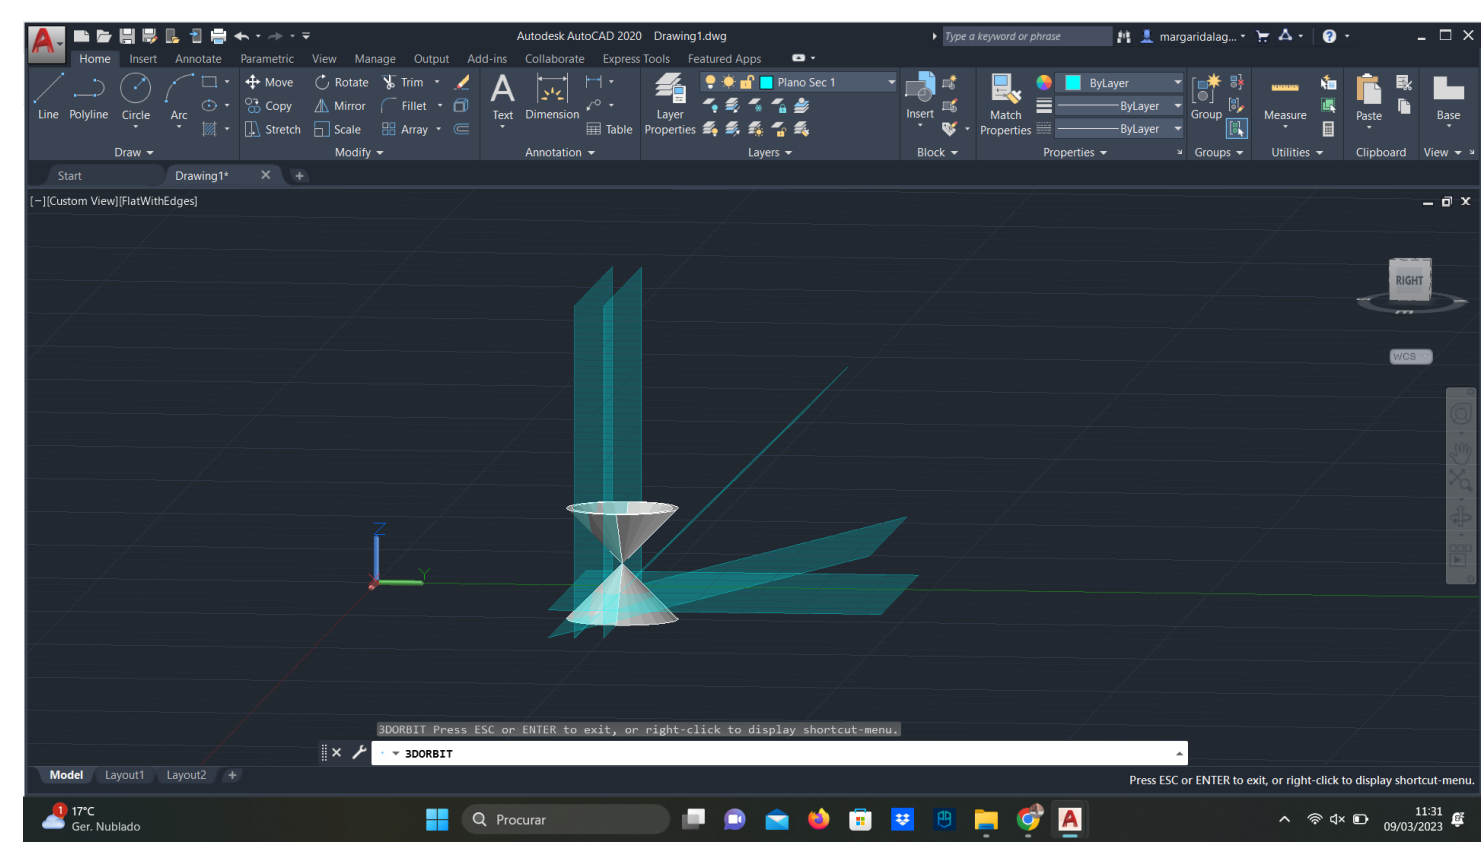 Autodesk AutoCAD 2020 Drawing1.dwg
Type a keyword or phrase
margaridalag...
Home Insert Annotate Parametric View Manage Output Add-ins Collaborate Express Tools Featured Apps
Line Polyline Circle Arc
Move Rotate Trim
Copy Mirror Fillet
Stretch Scale Array
Text Dimension
Table
Layer
Properties
Plano Sec 1
Insert
Match
Properties
ByLayer
ByLayer
ByLayer
Group
Measure
Paste
Base
Draw Modify Annotation Layers Block Properties Groups Utilities Clipboard View
Start Drawing1* +
[−][Custom View][FlatWithEdges]
RIGHT
WCS
Z
Y
3DORBIT Press ESC or ENTER to exit, or right-click to display shortcut-menu.
3DORBIT
Model Layout1 Layout2 +
Press ESC or ENTER to exit, or right-click to display shortcut-menu.
1
17°C
Ger. Nublado
Procurar
11:31
09/03/2023